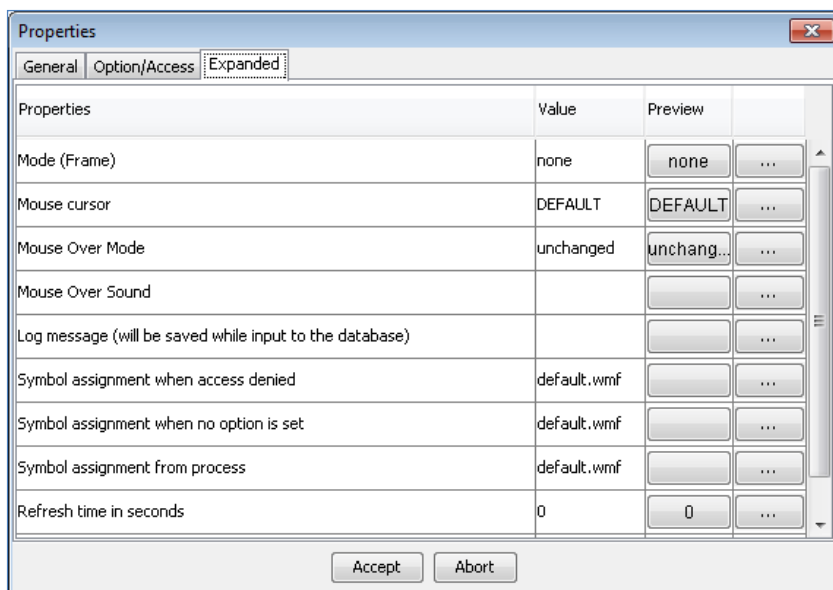 Properties
General Option/Access Expanded
Properties Value Preview
Mode (Frame) none none ...
Mouse cursor DEFAULT DEFAULT ...
Mouse Over Mode unchanged unchang... ...
Mouse Over Sound ...
Log message (will be saved while input to the database) ...
Symbol assignment when access denied default.wmf ...
Symbol assignment when no option is set default.wmf ...
Symbol assignment from process default.wmf ...
Refresh time in seconds 0 0 ...
Accept Abort